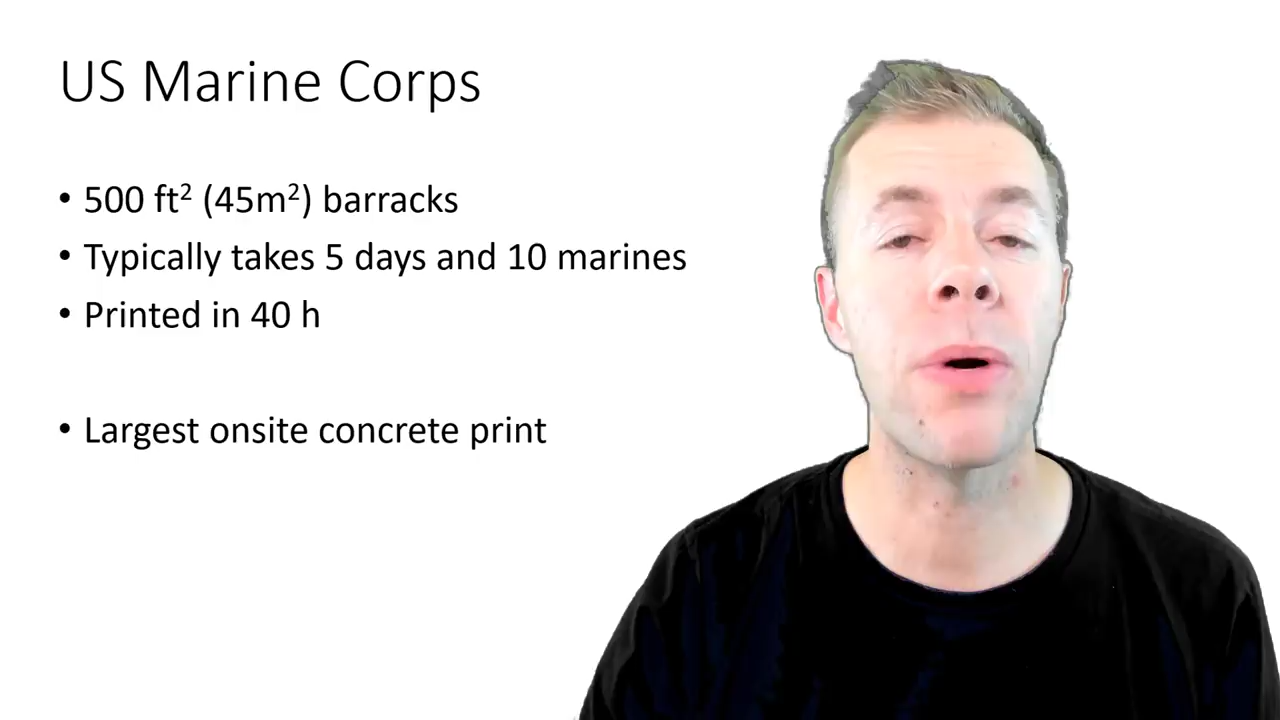 US Marine Corps
• 500 ft² (45m²) barracks
• Typically takes 5 days and 10 marines
• Printed in 40 h
• Largest onsite concrete print